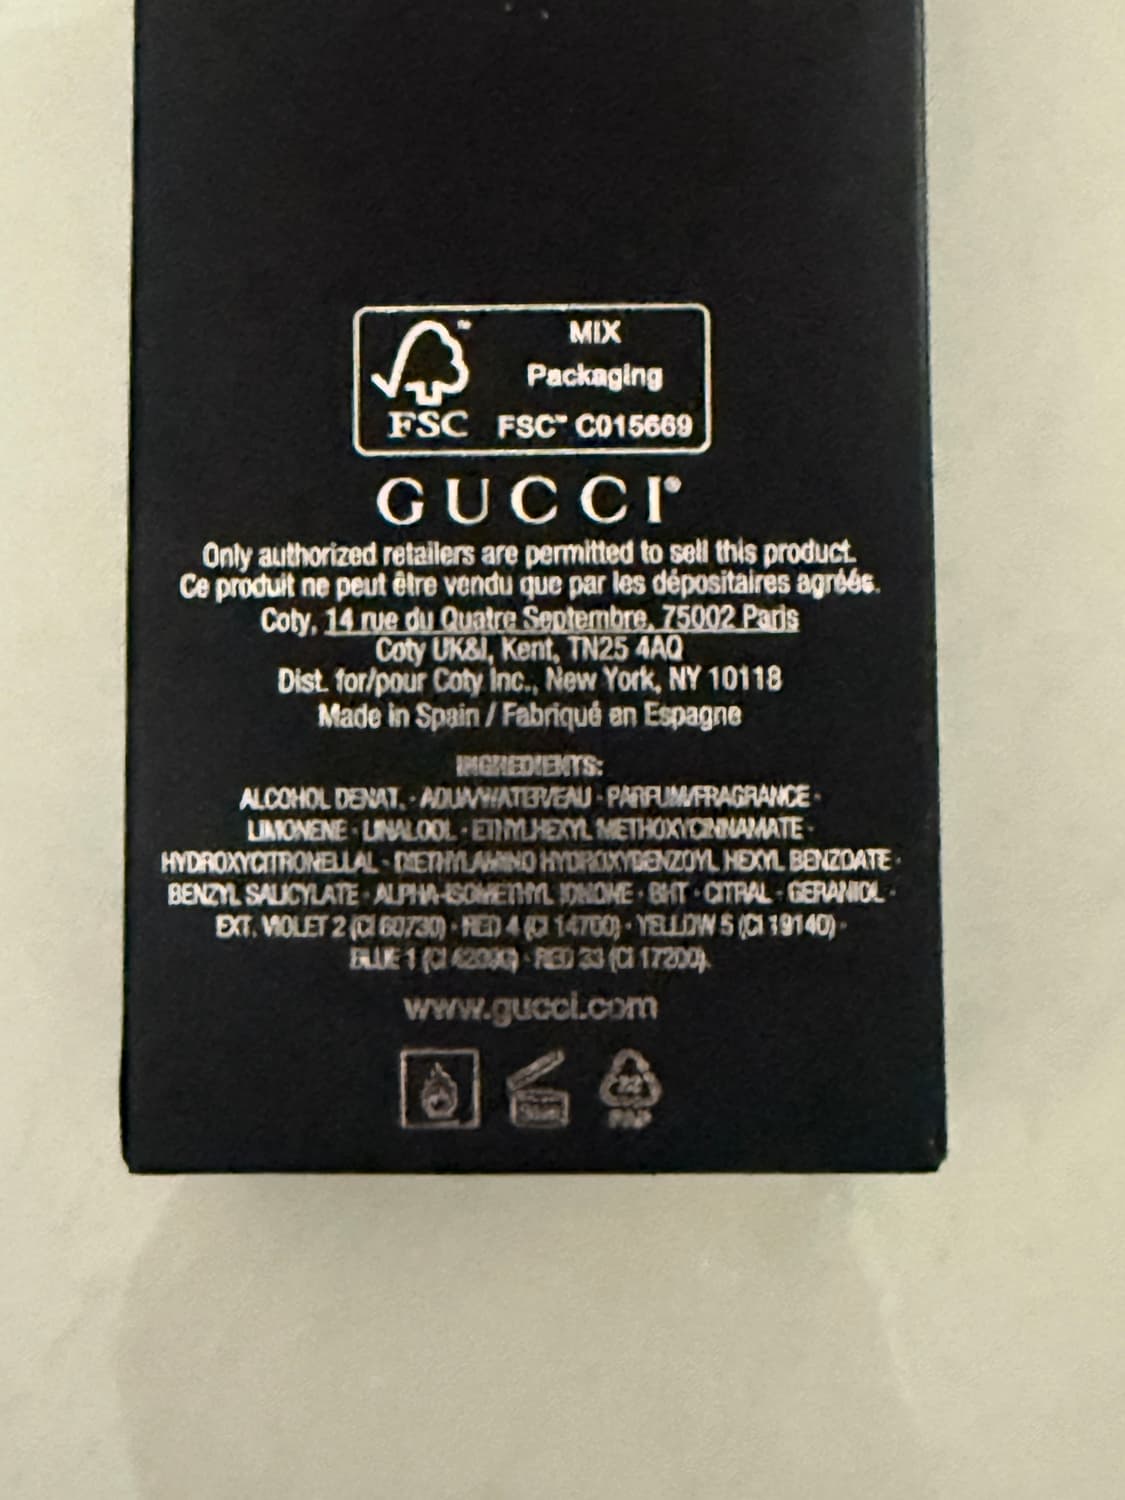 MIX
Packaging
FSC FSC™ C015669
GUCCI®
Only authorized retailers are permitted to sell this product.
Ce produit ne peut être vendu que par les dépositaires agréés.
Coty, 14 rue du Quatre Septembre, 75002 Paris
Coty UK&I, Kent, TN25 4AQ
Dist. for/pour Coty Inc., New York, NY 10118
Made in Spain / Fabriqué en Espagne
INGREDIENTS:
ALCOHOL DENAT. · AQUA/WATER/EAU · PARFUM/FRAGRANCE ·
LIMONENE · LINALOOL · ETHYLHEXYL METHOXYCINNAMATE ·
HYDROXYCITRONELLAL · DIETHYLAMINO HYDROXYBENZOYL HEXYL BENZOATE ·
BENZYL SALICYLATE · ALPHA-ISOMETHYL IONONE · BHT · CITRAL · GERANIOL ·
EXT. VIOLET 2 (CI 60730) · RED 4 (CI 14700) · YELLOW 5 (CI 19140) ·
BLUE 1 (CI 42090) · RED 33 (CI 17200).
www.gucci.com
PAP